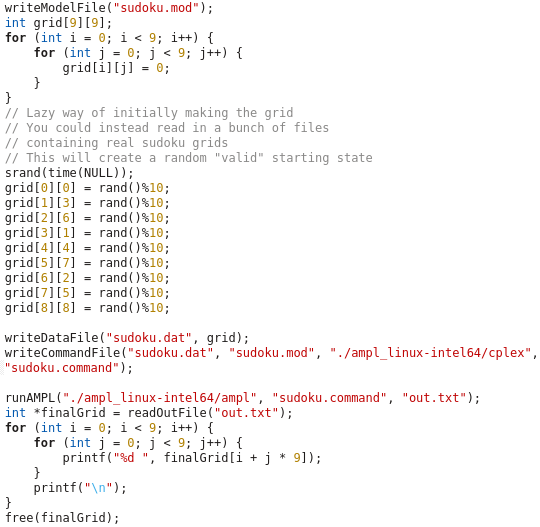 writeModelFile("sudoku.mod");
int grid[9][9];
for (int i = 0; i < 9; i++) {
    for (int j = 0; j < 9; j++) {
        grid[i][j] = 0;
    }
}
// Lazy way of initially making the grid
// You could instead read in a bunch of files
// containing real sudoku grids
// This will create a random "valid" starting state
srand(time(NULL));
grid[0][0] = rand()%10;
grid[1][3] = rand()%10;
grid[2][6] = rand()%10;
grid[3][1] = rand()%10;
grid[4][4] = rand()%10;
grid[5][7] = rand()%10;
grid[6][2] = rand()%10;
grid[7][5] = rand()%10;
grid[8][8] = rand()%10;

writeDataFile("sudoku.dat", grid);
writeCommandFile("sudoku.dat", "sudoku.mod", "./ampl_linux-intel64/cplex",
"sudoku.command");

runAMPL("./ampl_linux-intel64/ampl", "sudoku.command", "out.txt");
int *finalGrid = readOutFile("out.txt");
for (int i = 0; i < 9; i++) {
    for (int j = 0; j < 9; j++) {
        printf("%d ", finalGrid[i + j * 9]);
    }
    printf("\n");
}
free(finalGrid);